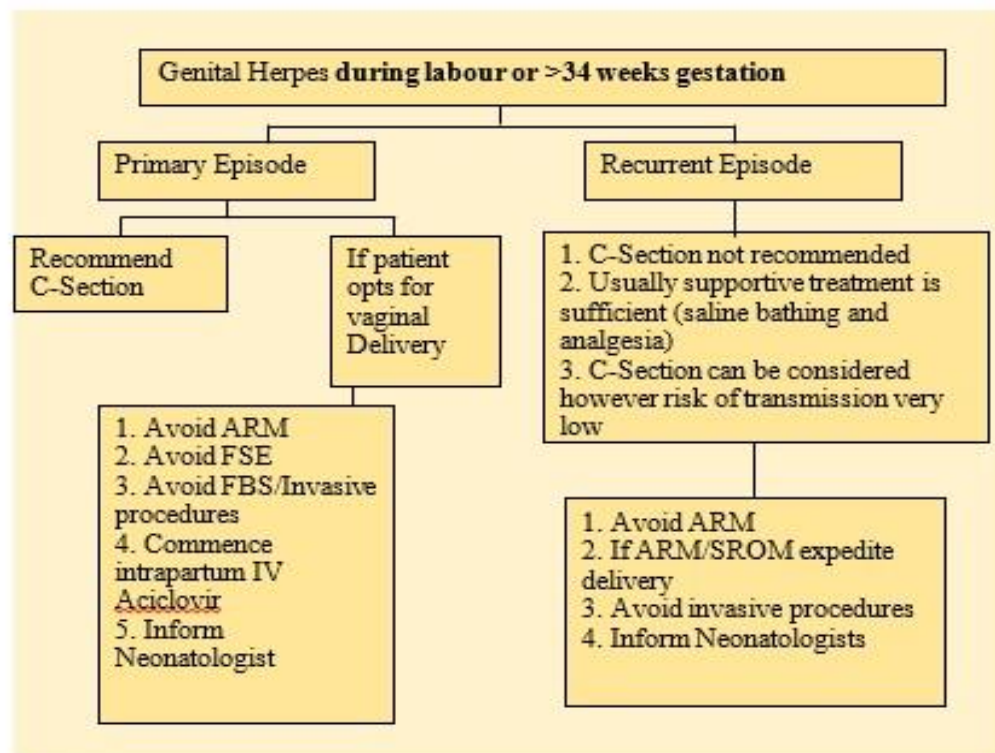 Genital Herpes during labour or >34 weeks gestation
Primary Episode
Recurrent Episode
Recommend
C-Section
If patient
opts for
vaginal
Delivery
1. C-Section not recommended
2. Usually supportive treatment is
sufficient (saline bathing and
analgesia)
3. C-Section can be considered
however risk of transmission very
low
1. Avoid ARM
2. Avoid FSE
3. Avoid FBS/Invasive
procedures
4. Commence
intrapartum IV
Aciclovir
5. Inform
Neonatologist
1. Avoid ARM
2. If ARM/SROM expedite
delivery
3. Avoid invasive procedures
4. Inform Neonatologists